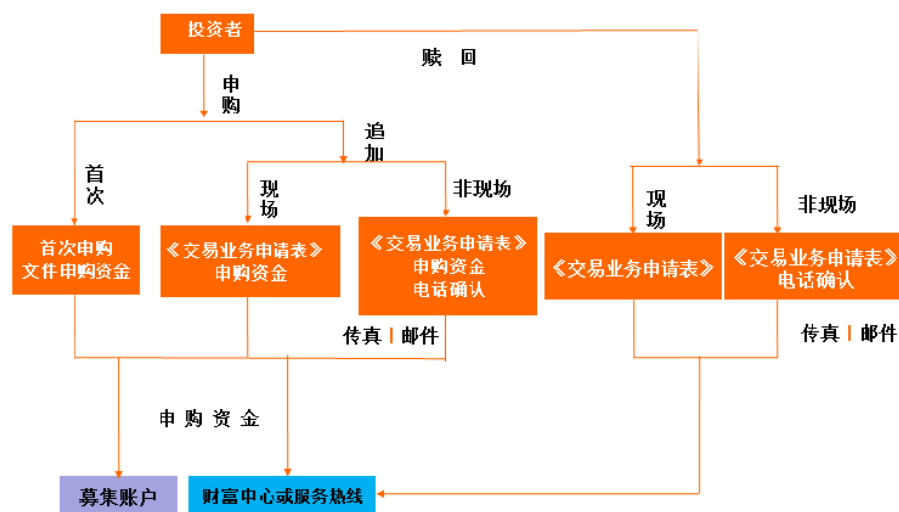 投资者
赎 回
申
购
追
加
首
次
现
场
非现场
现
场
非现场
首次申购
文件申购资金
《交易业务申请表》
申购资金
《交易业务申请表》
申购资金
电话确认
《交易业务申请表》
《交易业务申请表》
电话确认
传真|邮件
传真|邮件
申 购 资 金
募集账户
财富中心或服务热线